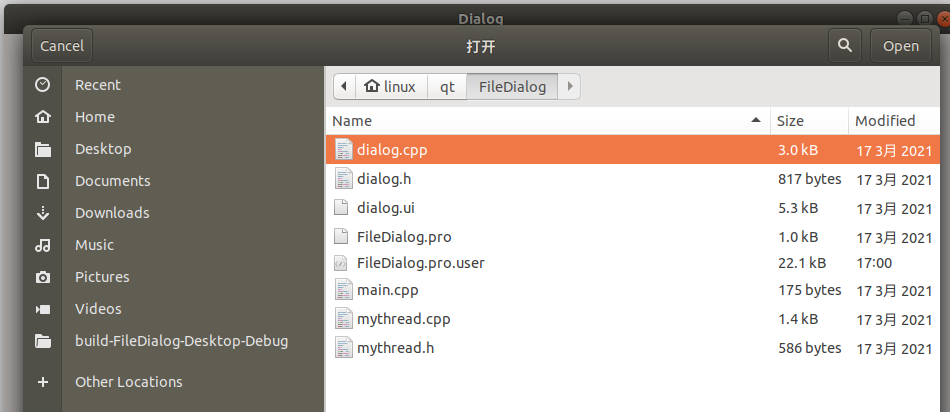 Dialog
Cancel 打开 Open
Recent
Home
Desktop
Documents
Downloads
Music
Pictures
Videos
build-FileDialog-Desktop-Debug
Other Locations
linux qt FileDialog
Name Size Modified
dialog.cpp 3.0 kB 17 3月 2021
dialog.h 817 bytes 17 3月 2021
dialog.ui 5.3 kB 17 3月 2021
FileDialog.pro 1.0 kB 17 3月 2021
FileDialog.pro.user 22.1 kB 17:00
main.cpp 175 bytes 17 3月 2021
mythread.cpp 1.4 kB 17 3月 2021
mythread.h 586 bytes 17 3月 2021